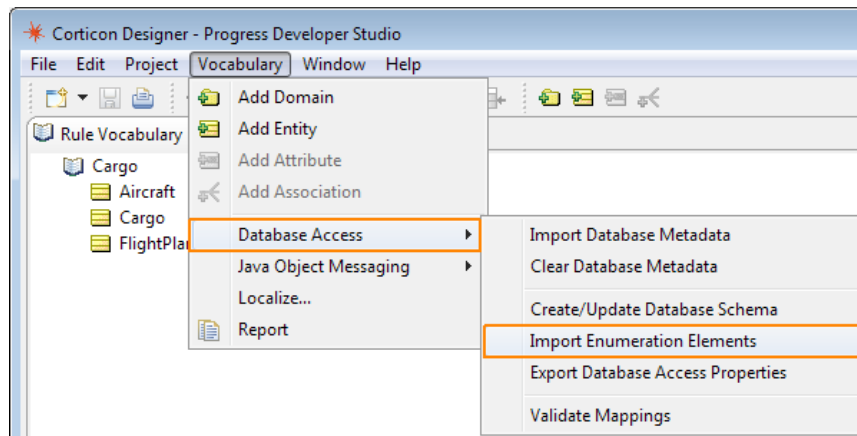 Corticon Designer - Progress Developer Studio
File Edit Project Vocabulary Window Help
Rule Vocabulary
Cargo
Aircraft
Cargo
FlightPla
Add Domain
Add Entity
Add Attribute
Add Association
Database Access
Java Object Messaging
Localize...
Report
Import Database Metadata
Clear Database Metadata
Create/Update Database Schema
Import Enumeration Elements
Export Database Access Properties
Validate Mappings